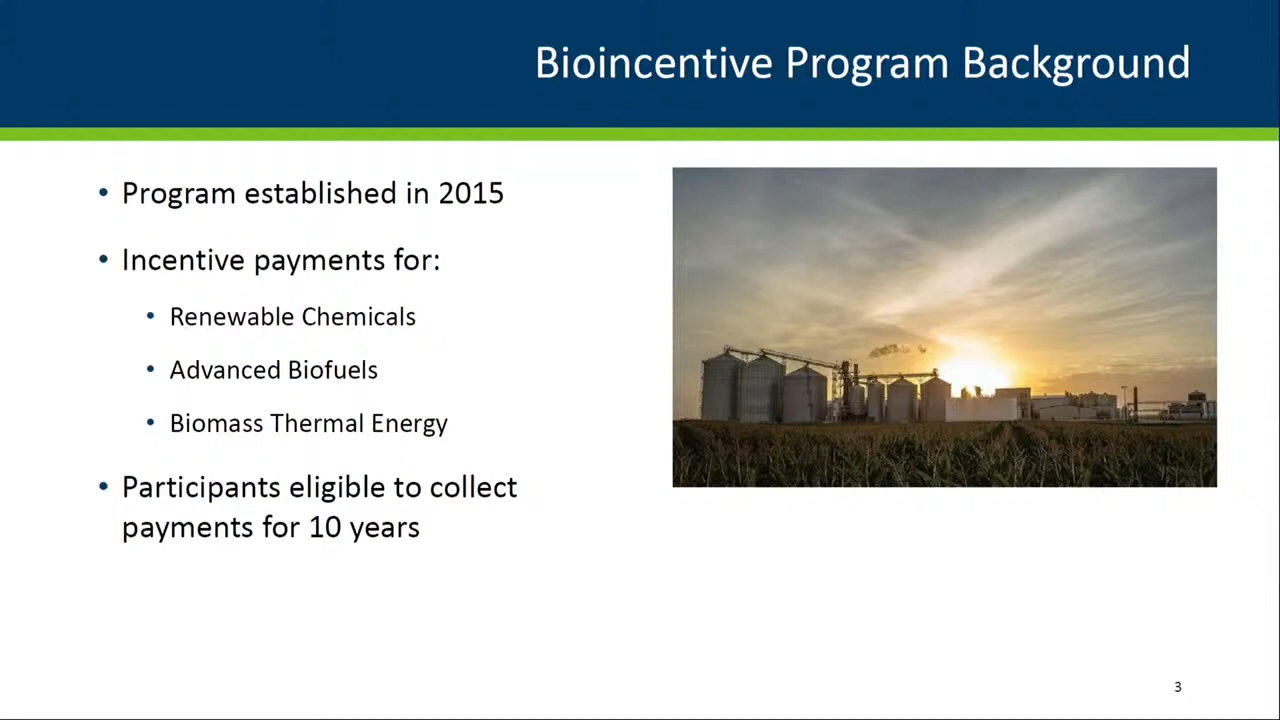 Bioincentive Program Background
• Program established in 2015
• Incentive payments for:
• Renewable Chemicals
• Advanced Biofuels
• Biomass Thermal Energy
• Participants eligible to collect
payments for 10 years
3